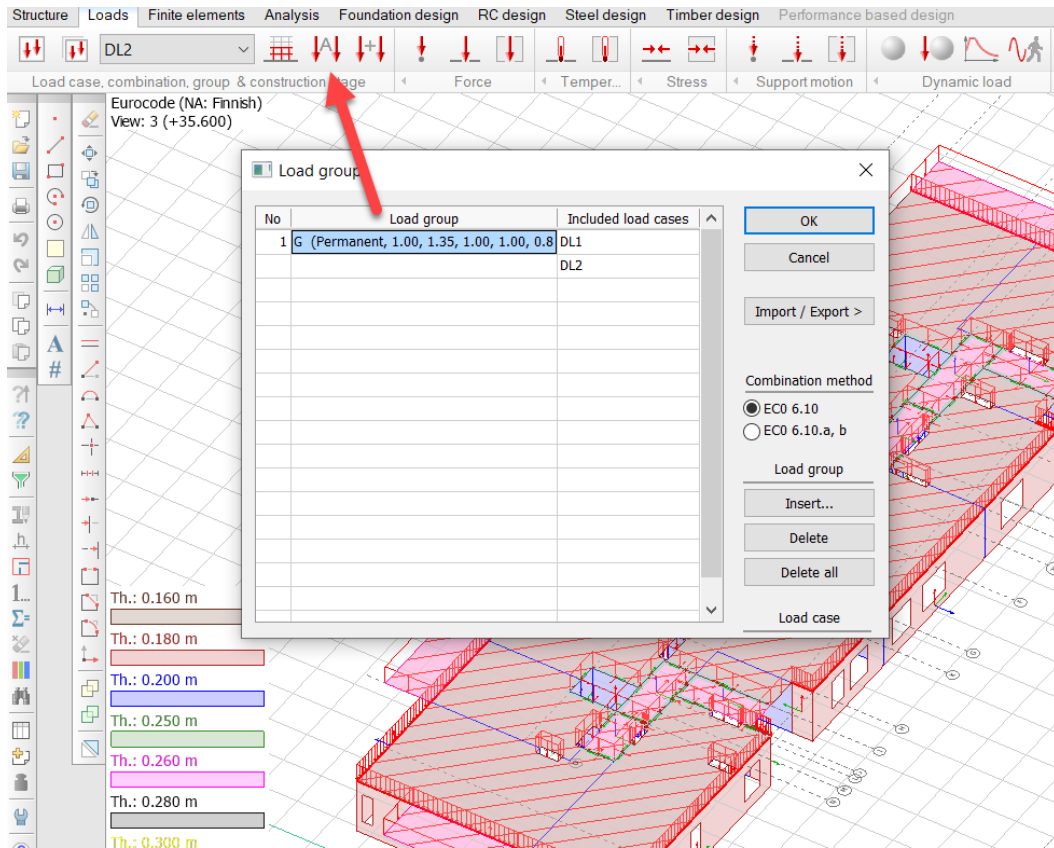 Structure Loads Finite elements Analysis Foundation design RC design Steel design Timber design Performance based design
DL2
Load case, combination, group & construction stage Force Temper... Stress Support motion Dynamic load
Eurocode (NA: Finnish)
View: 3 (+35.600)
Load group
No Load group Included load cases
1 G (Permanent, 1.00, 1.35, 1.00, 1.00, 0.8 DL1
DL2
OK
Cancel
Import / Export >
Combination method
EC0 6.10
EC0 6.10.a, b
Load group
Insert...
Delete
Delete all
Load case
A
#
1...
Th.: 0.160 m
Th.: 0.180 m
Th.: 0.200 m
Th.: 0.250 m
Th.: 0.260 m
Th.: 0.280 m
Th.: 0.300 m